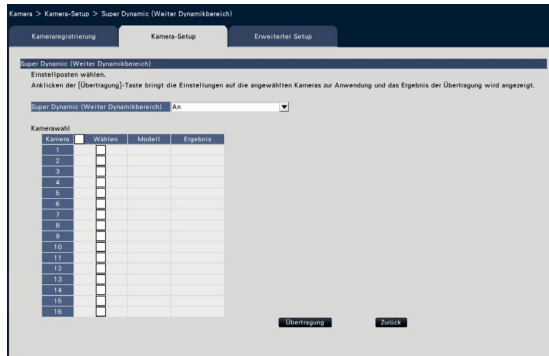 Kamera > Kamera-Setup > Super Dynamic (Weiter Dynamikbereich)
Kameraregistrierung Kamera-Setup Erweiterter Setup
Super Dynamic (Weiter Dynamikbereich)
Einstellposten wählen.
Anklicken der [Übertragung]-Taste bringt die Einstellungen auf die angewählten Kameras zur Anwendung und das Ergebnis der Übertragung wird angezeigt.
Super Dynamic (Weiter Dynamikbereich) An
Kamerawahl
Kamera Wählen Modell Ergebnis
1
2
3
4
5
6
7
8
9
10
11
12
13
14
15
16
Übertragung Zurück